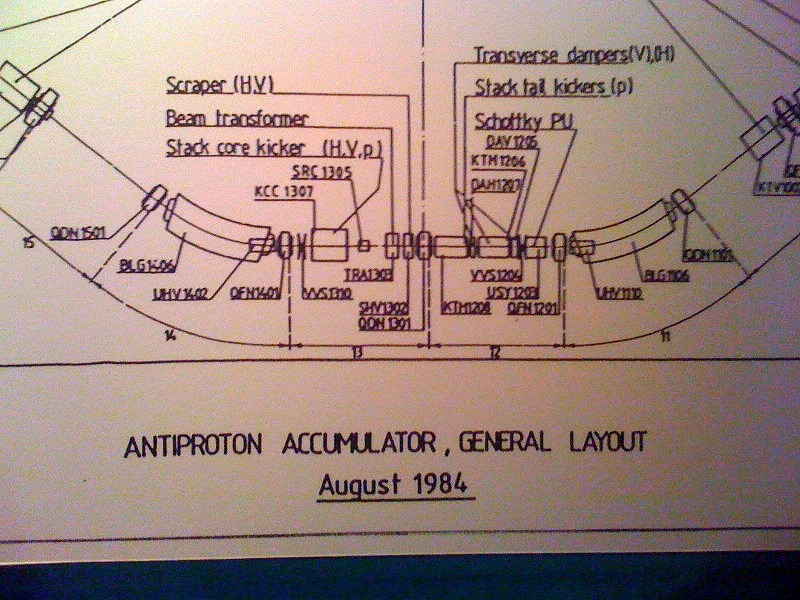 Transverse dampers(V),(H)
Scraper (H,V)
Stack tail kickers (p)
Beam transformer
Schottky PU
Stack core kicker (H,V,p)
DAV 1205
KTM 1206
SRC 1305
DAH 1207
KCC 1307
QDN 1501
QDN 1101
15
BLG 1406
TRA 1303
VVS 1204
BLG 1106
UHV 1402
QFN 1401
VVS 1310
USY 1203
UHV 1110
SHV 1302
KTM 1208
QFN 1201
QDN 1301
14
13
12
11
ANTIPROTON ACCUMULATOR, GENERAL LAYOUT
August 1984